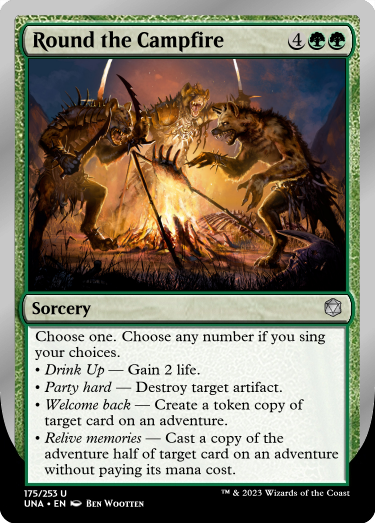 Round the Campfire 4
Sorcery
Choose one. Choose any number if you sing
your choices.
• Drink Up — Gain 2 life.
• Party hard — Destroy target artifact.
• Welcome back — Create a token copy of
target card on an adventure.
• Relive memories — Cast a copy of the
adventure half of target card on an adventure
without paying its mana cost.
175/253 U
UNA • EN Ben Wootten
™ & 2023 Wizards of the Coast